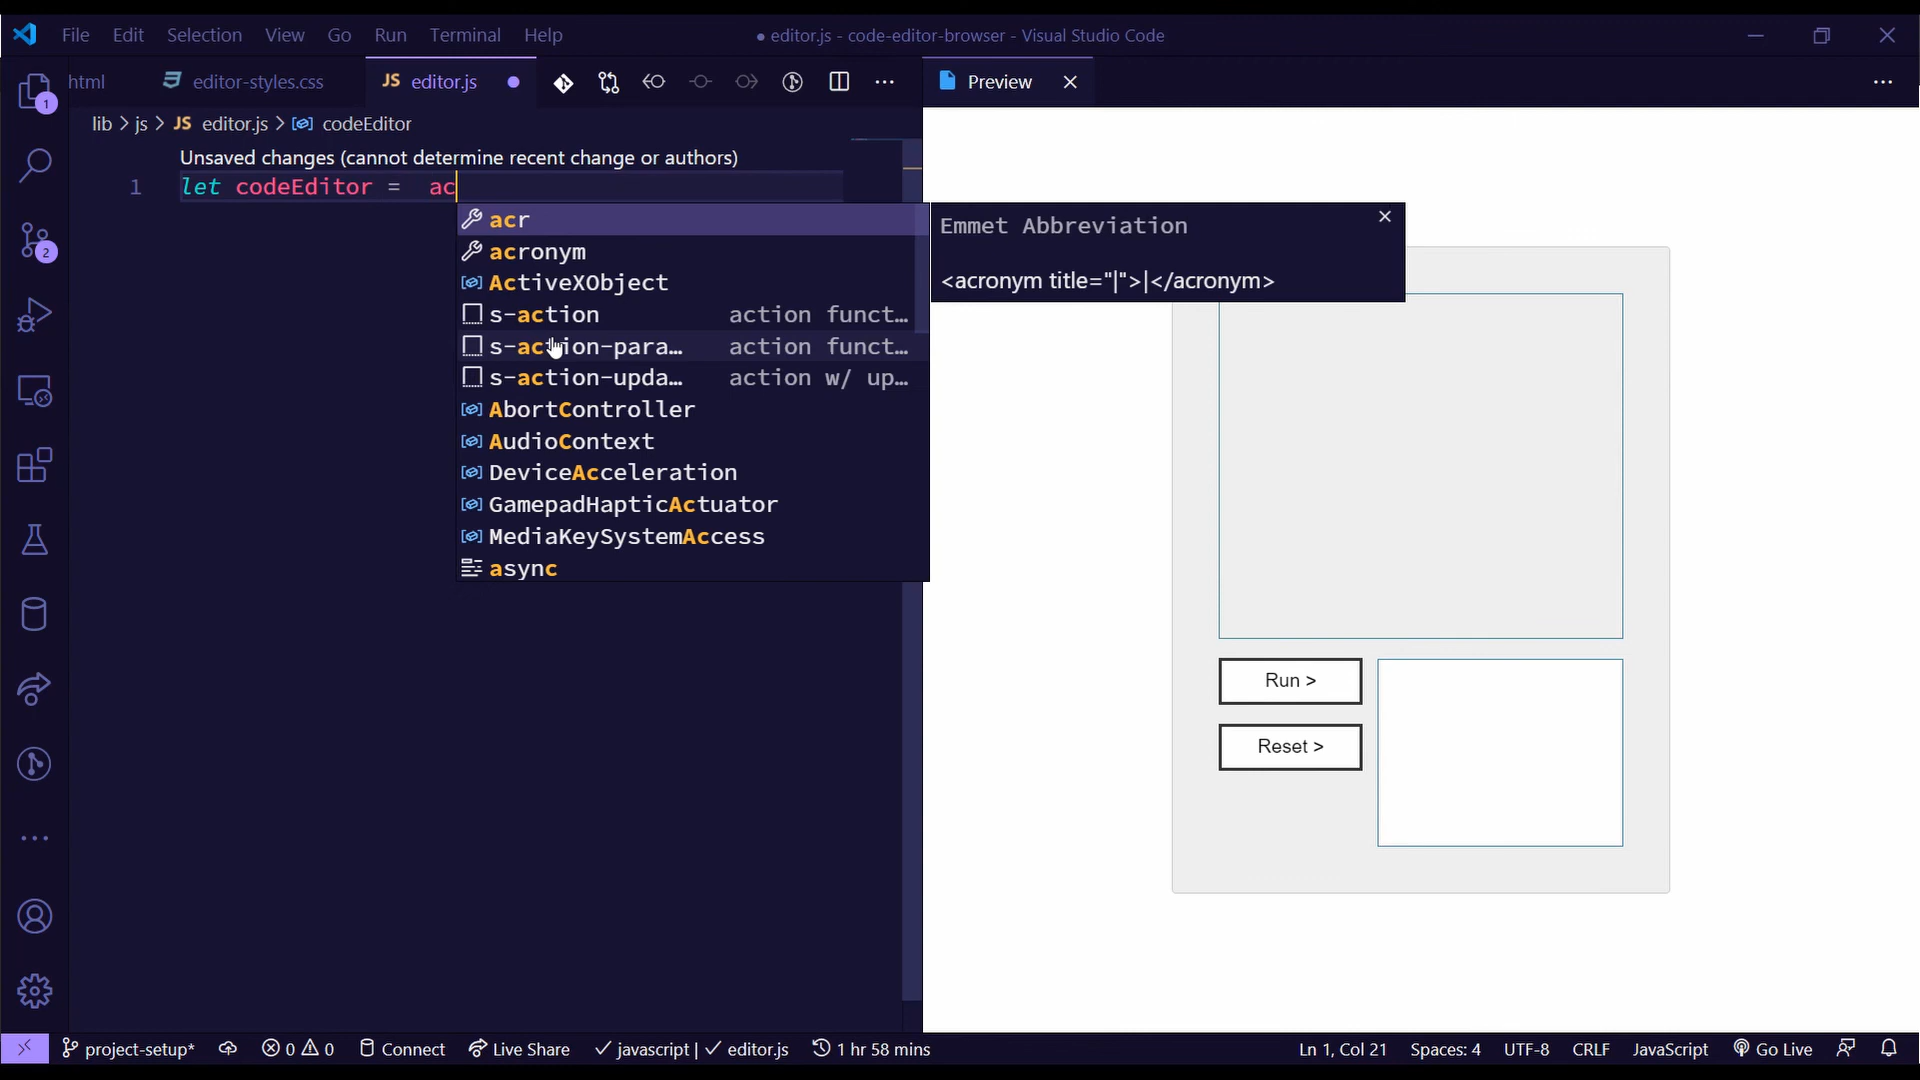 File Edit Selection View Go Run Terminal Help
● editor.js - code-editor-browser - Visual Studio Code
html
editor-styles.css
JS editor.js
Preview
1
lib > js > JS editor.js > codeEditor
Unsaved changes (cannot determine recent change or authors)
1 let codeEditor =  ac
acr
acronym
ActiveXObject
s-action action funct…
s-action-para… action funct…
s-action-upda… action w/ up…
AbortController
AudioContext
DeviceAcceleration
GamepadHapticActuator
MediaKeySystemAccess
async
Emmet Abbreviation
<acronym title="|">|</acronym>
2
Run >
Reset >
project-setup*
0 0
Connect
Live Share
javascript | editor.js
1 hr 58 mins
Ln 1, Col 21
Spaces: 4
UTF-8
CRLF
JavaScript
Go Live